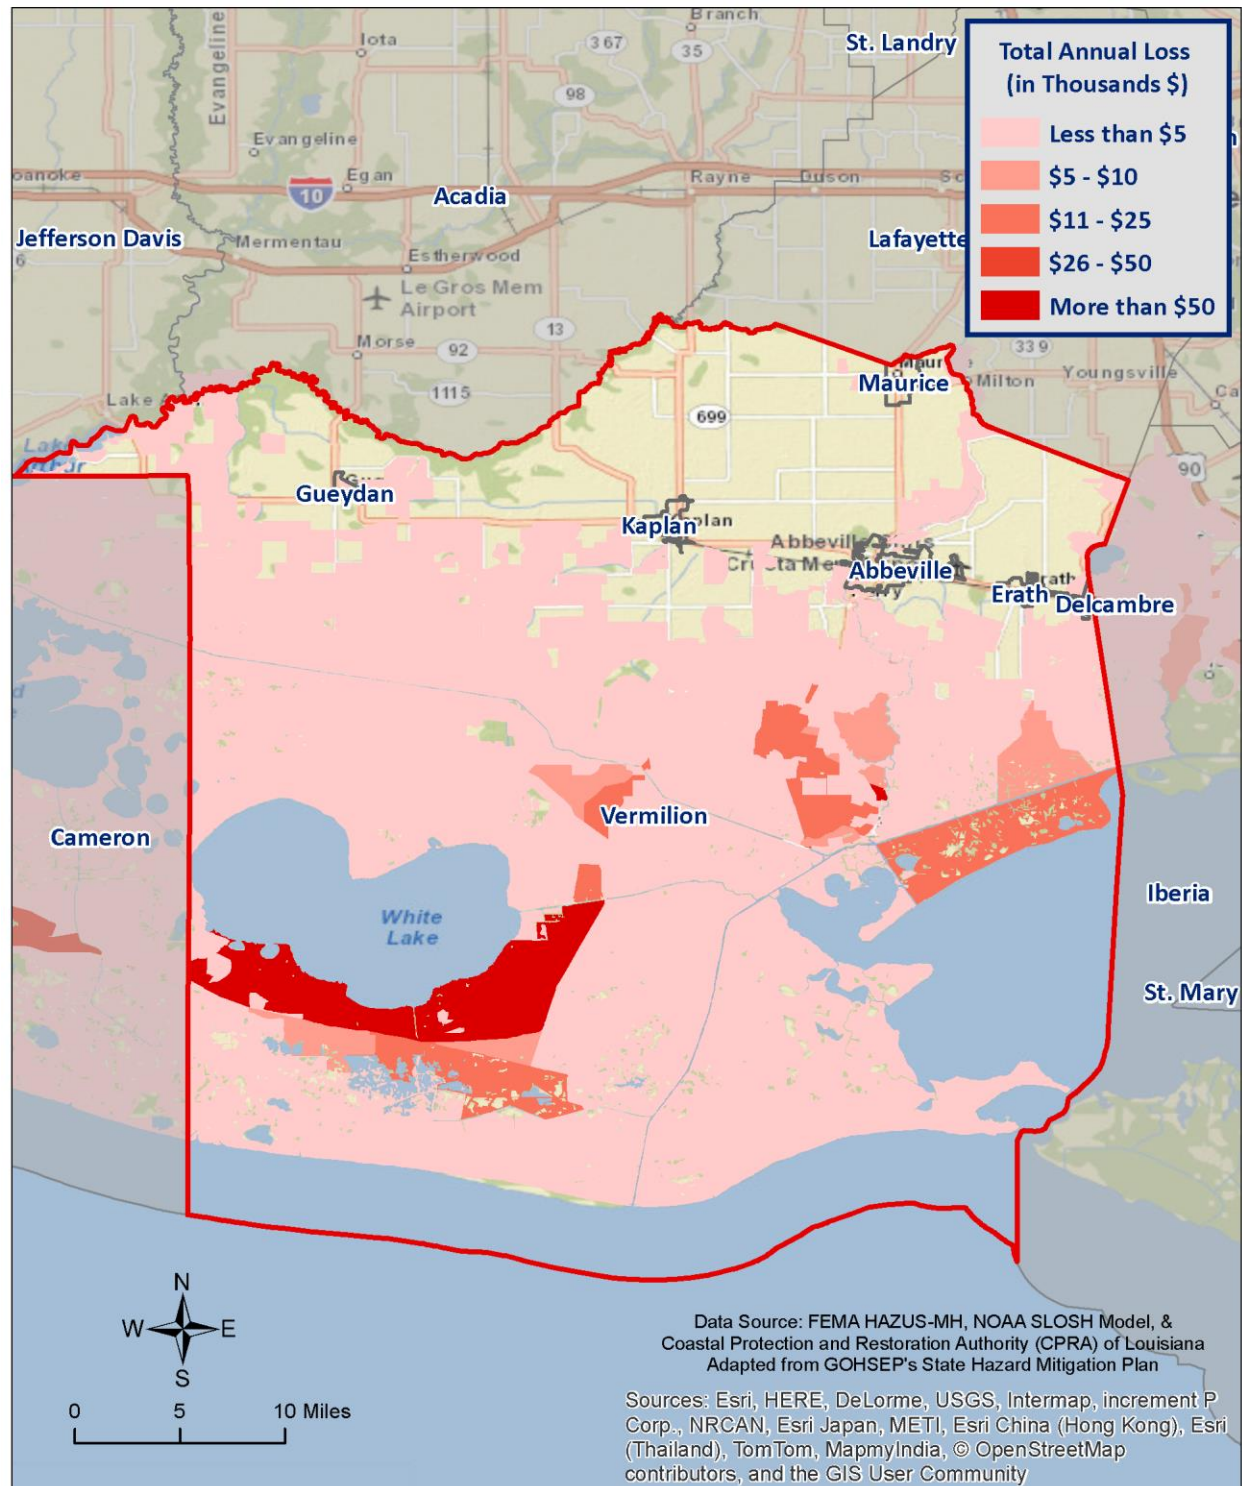 Branch
Iota
367
35
St. Landry
Evangeline
98
Evangeline
Egan
10
Acadia
Rayne
Duson
Jefferson Davis
Mermentau
Lafayette
Estherwood
Le Gros Mem
Airport
13
Morse
92
339
1115
Maurice
Milton
Youngsville
699
90
Gueydan
Kaplan
Abbeville
Erath
Delcambre
Vermilion
Cameron
White
Lake
Iberia
St. Mary
Total Annual Loss
(in Thousands $)
Less than $5
$5 - $10
$11 - $25
$26 - $50
More than $50
N
W E
S
0 5 10 Miles
Data Source: FEMA HAZUS-MH, NOAA SLOSH Model, &
Coastal Protection and Restoration Authority (CPRA) of Louisiana
Adapted from GOHSEP's State Hazard Mitigation Plan
Sources: Esri, HERE, DeLorme, USGS, Intermap, increment P
Corp., NRCAN, Esri Japan, METI, Esri China (Hong Kong), Esri
(Thailand), TomTom, MapmyIndia, © OpenStreetMap
contributors, and the GIS User Community